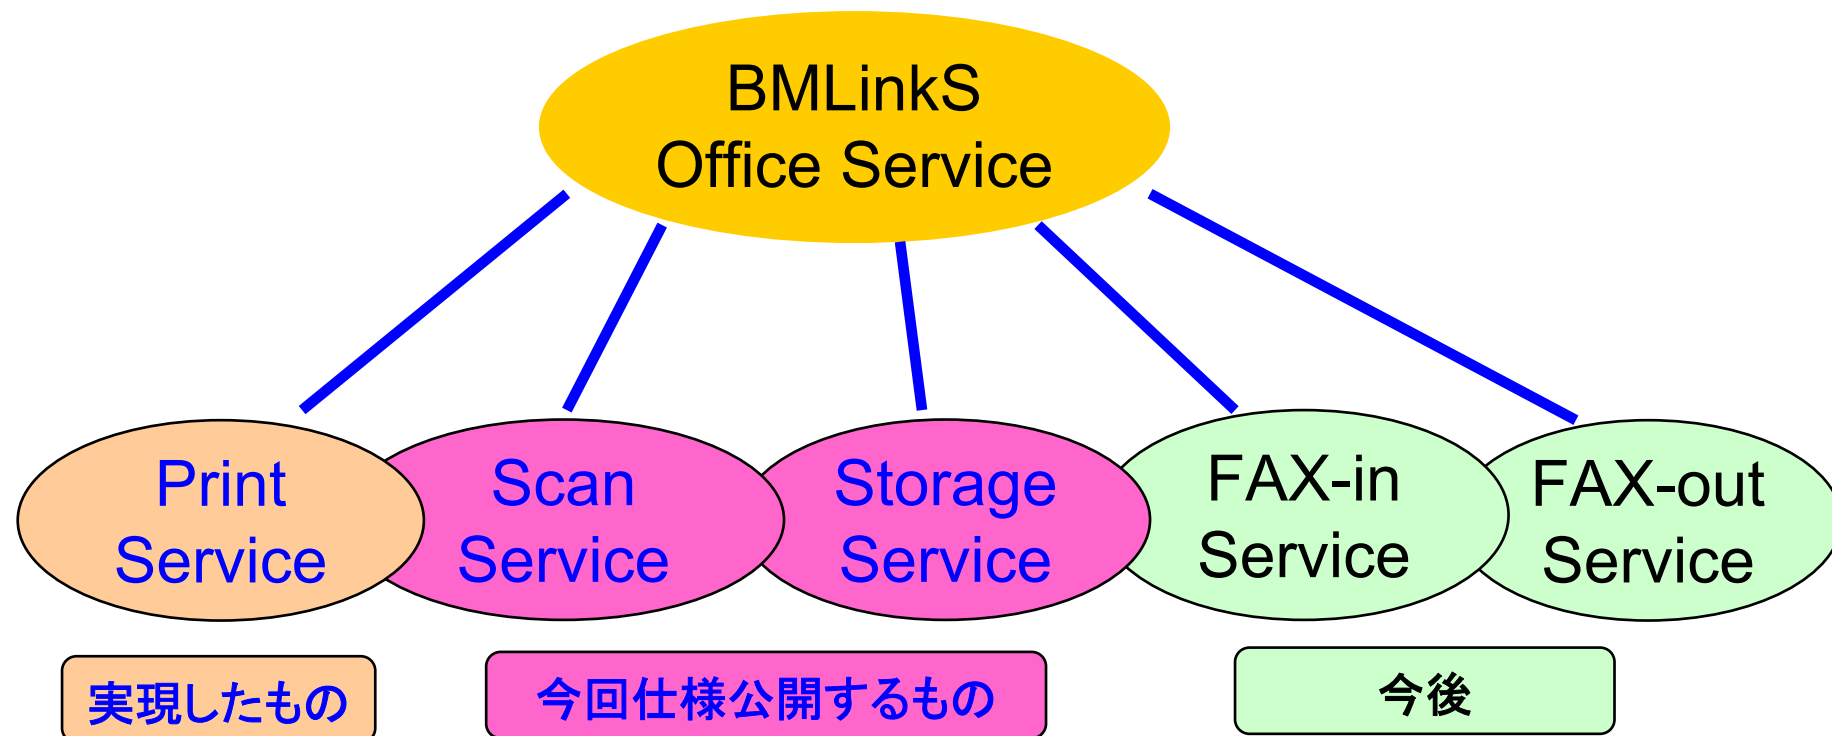 BMLinkS
Office Service
Print
Service
Scan
Service
Storage
Service
FAX-in
Service
FAX-out
Service
実現したもの
今回仕様公開するもの
今後